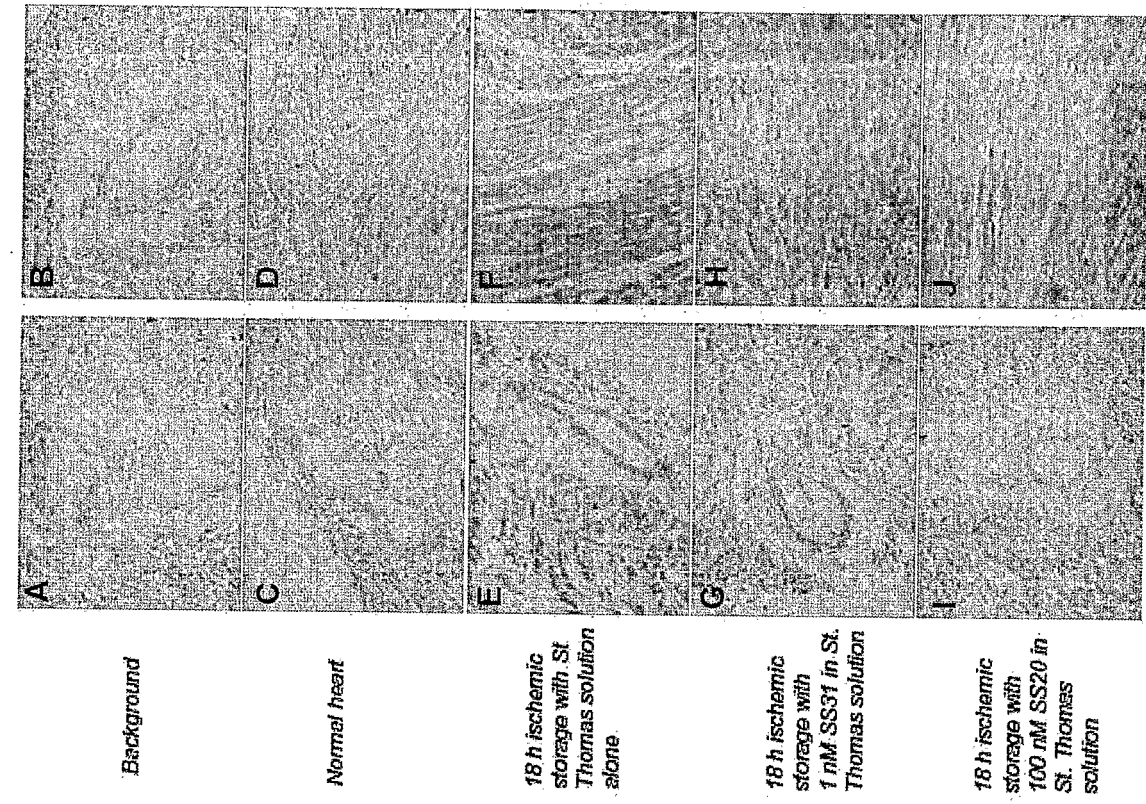 Background
A
B
Normal heart
C
D
18 h ischemic
storage with St
Thomas solution
alone
E
F
18 h ischemic
storage with
1 nM SS31 in St.
Thomas solution
G
H
18 h ischemic
storage with
100 nM SS20 in
St. Thomas
solution
I
J